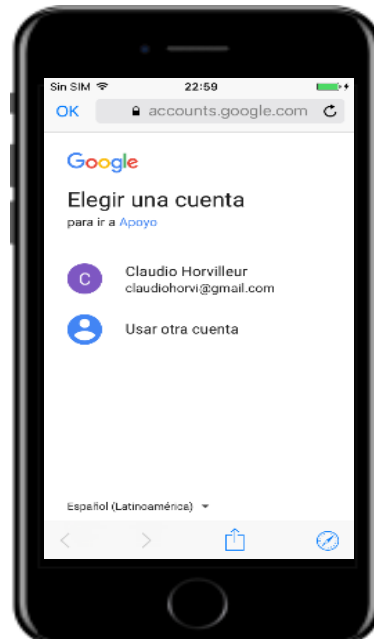 Sin SIM 22:59
OK accounts.google.com
Google
Elegir una cuenta
para ir a Apoyo
C Claudio Horvilleur
claudiohorvi@gmail.com
Usar otra cuenta
Español (Latinoamérica)